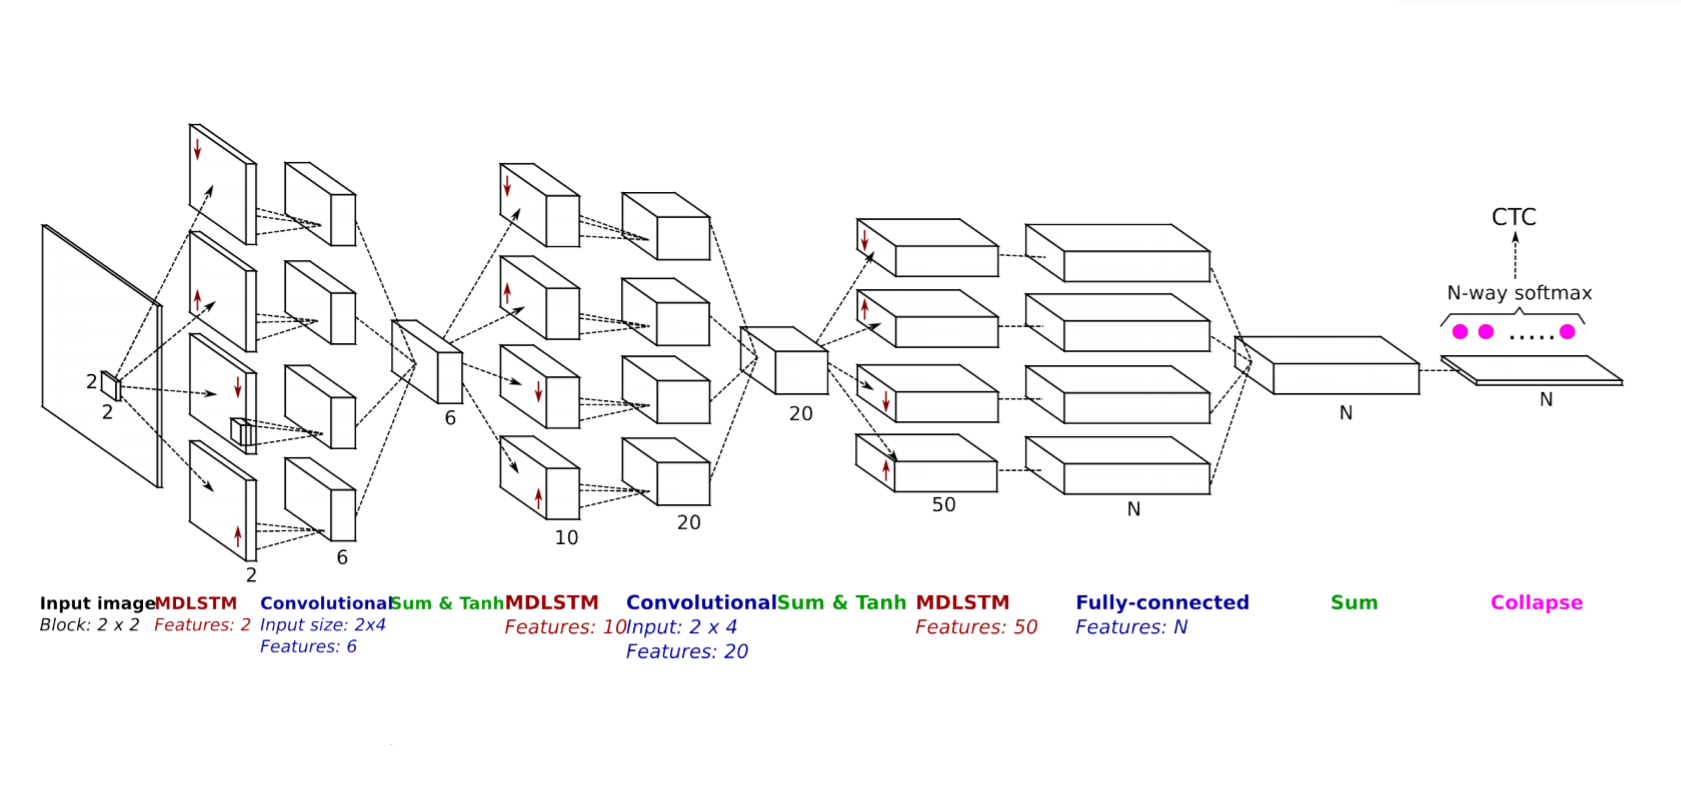 CTC
N-way softmax
.....
2
2
2
6
6
10
20
20
50
N
N
N
Input image
Block: 2 x 2
MDLSTM
Features: 2
Convolutional
Input size: 2x4
Features: 6
Sum & Tanh
MDLSTM
Features: 10
Convolutional
Input: 2 x 4
Features: 20
Sum & Tanh
MDLSTM
Features: 50
Fully-connected
Features: N
Sum
Collapse